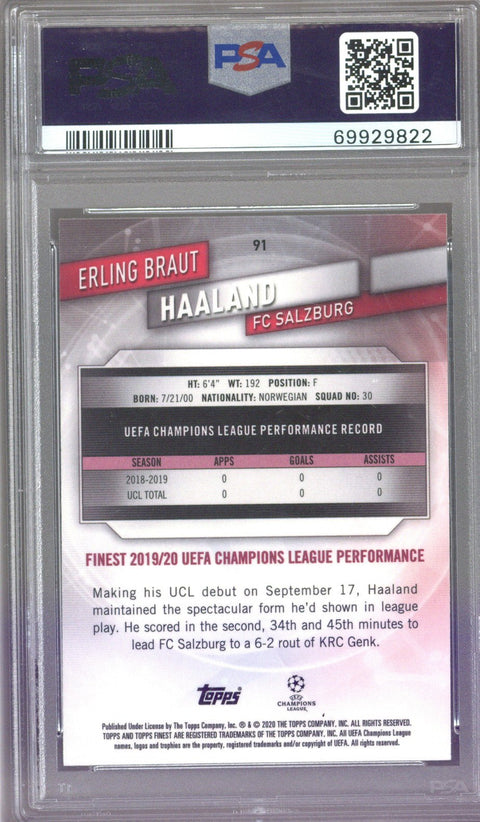 PSA
PSA
69929822
91
ERLING BRAUT
HAALAND
FC SALZBURG
HT: 6'4" WT: 192 POSITION: F
BORN: 7/21/00 NATIONALITY: NORWEGIAN SQUAD NO: 30
UEFA CHAMPIONS LEAGUE PERFORMANCE RECORD
SEASON APPS GOALS ASSISTS
2018-2019 0 0 0
UCL TOTAL 0 0 0
FINEST 2019/20 UEFA CHAMPIONS LEAGUE PERFORMANCE
Making his UCL debut on September 17, Haaland
maintained the spectacular form he'd shown in league
play. He scored in the second, 34th and 45th minutes to
lead FC Salzburg to a 6-2 rout of KRC Genk.
Topps
UEFA
CHAMPIONS
LEAGUE
Published Under License by The Topps Company, Inc. ® & © 2020 THE TOPPS COMPANY, INC. ALL RIGHTS RESERVED.
TOPPS AND TOPPS FINEST ARE REGISTERED TRADEMARKS OF THE TOPPS COMPANY, INC. All UEFA Champions League
names, logos and trophies are the property, registered trademarks and/or copyright of UEFA. All rights reserved.
PSA